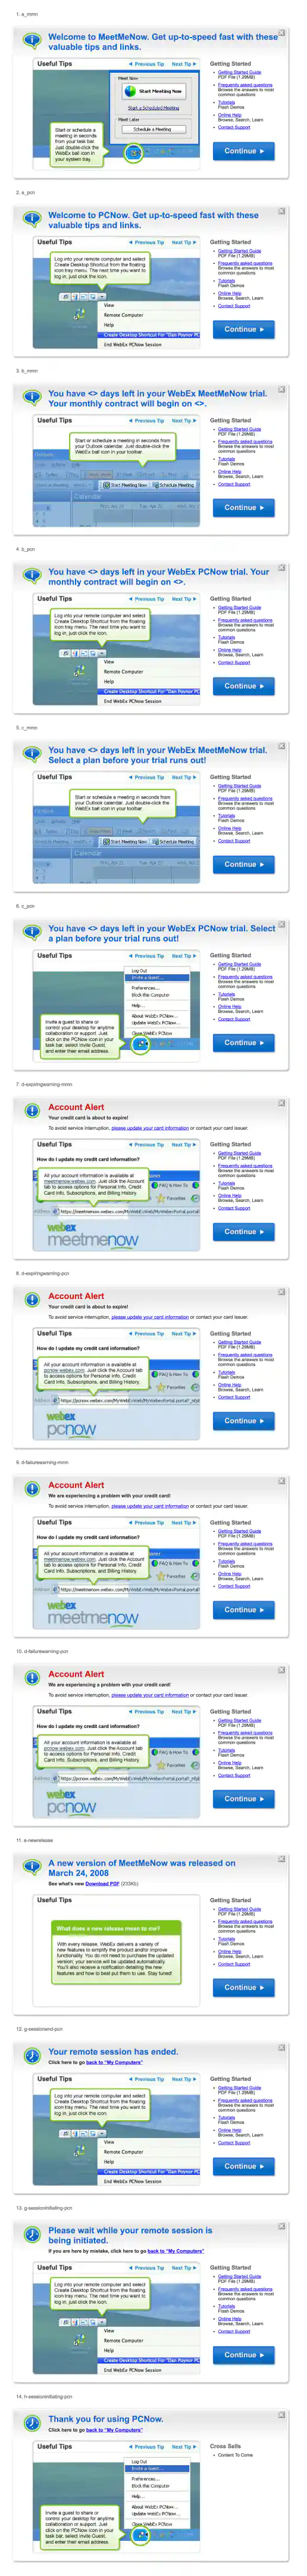 1. a_mmn
Welcome to MeetMeNow. Get up-to-speed fast with these
valuable tips and links.
Useful Tips
Previous Tip Next Tip
Meet Now
Start Meeting Now
Start a Scheduled Meeting
Meet Later
Schedule a Meeting
Start or schedule a
meeting in seconds
from your task bar.
Just double-click the
WebEx ball icon in
your system tray.
Getting Started
Getting Started Guide
PDF File (1.29MB)
Frequently asked questions
Browse the answers to most
common questions
Tutorials
Flash Demos
Online Help
Browse, Search, Learn
Contact Support
Continue
2. a_pcn
Welcome to PCNow. Get up-to-speed fast with these
valuable tips and links.
Useful Tips
Previous Tip Next Tip
Log into your remote computer and select
Create Desktop Shortcut from the floating
icon tray menu. The next time you want to
log in, just click the icon.
View
Remote Computer
Help
Create Desktop Shortcut For "Dan Poynor PC
End WebEx PCNow Session
Getting Started
Getting Started Guide
PDF File (1.29MB)
Frequently asked questions
Browse the answers to most
common questions
Tutorials
Flash Demos
Online Help
Browse, Search, Learn
Contact Support
Continue
3. b_mmn
You have <> days left in your WebEx MeetMeNow trial.
Your monthly contract will begin on <>.
Useful Tips
Previous Tip Next Tip
Start or schedule a meeting in seconds from
your Outlook calendar. Just double-click the
WebEx ball icon in your toolbar.
Start Meeting Now Schedule Meeting
Calendar
Getting Started
Getting Started Guide
PDF File (1.29MB)
Frequently asked questions
Browse the answers to most
common questions
Tutorials
Flash Demos
Online Help
Browse, Search, Learn
Contact Support
Continue
4. b_pcn
You have <> days left in your WebEx PCNow trial. Your
monthly contract will begin on <>.
Useful Tips
Previous Tip Next Tip
Log into your remote computer and select
Create Desktop Shortcut from the floating
icon tray menu. The next time you want to
log in, just click the icon.
View
Remote Computer
Help
Create Desktop Shortcut For "Dan Poynor PC
End WebEx PCNow Session
Getting Started
Getting Started Guide
PDF File (1.29MB)
Frequently asked questions
Browse the answers to most
common questions
Tutorials
Flash Demos
Online Help
Browse, Search, Learn
Contact Support
Continue
5. c_mmn
You have <> days left in your WebEx MeetMeNow trial.
Select a plan before your trial runs out!
Useful Tips
Previous Tip Next Tip
Start or schedule a meeting in seconds from
your Outlook calendar. Just double-click the
WebEx ball icon in your toolbar.
Start Meeting Now Schedule Meeting
Calendar
Getting Started
Getting Started Guide
PDF File (1.29MB)
Frequently asked questions
Browse the answers to most
common questions
Tutorials
Flash Demos
Online Help
Browse, Search, Learn
Contact Support
Continue
6. c_pcn
You have <> days left in your WebEx PCNow trial. Select
a plan before your trial runs out!
Useful Tips
Previous Tip Next Tip
Log Out
Invite a Guest...
Preferences...
Block this Computer
Help...
About WebEx PCNow...
Update WebEx PCNow...
Close WebEx PCNow
Invite a guest to share or
control your desktop for anytime
collaboration or support. Just
click on the PCNow icon in your
task bar, select Invite Guest,
and enter their email address.
Getting Started
Getting Started Guide
PDF File (1.29MB)
Frequently asked questions
Browse the answers to most
common questions
Tutorials
Flash Demos
Online Help
Browse, Search, Learn
Contact Support
Continue
7. d-expiringwarning-mmn
Account Alert
Your credit card is about to expire!
To avoid service interruption, please update your card information or contact your card issuer.
Useful Tips
Previous Tip Next Tip
How do I update my credit card information?
All your account information is available at
meetmenow.webex.com. Just click the Account
tab to access options for Personal Info, Credit
Card Info, Subscriptions, and Billing History.
FAQ & How To
Favorites
webex
meetmenow
Getting Started
Getting Started Guide
PDF File (1.29MB)
Frequently asked questions
Browse the answers to most
common questions
Tutorials
Flash Demos
Online Help
Browse, Search, Learn
Contact Support
Continue
8. d-expiringwarning-pcn
Account Alert
Your credit card is about to expire!
To avoid service interruption, please update your card information or contact your card issuer.
Useful Tips
Previous Tip Next Tip
How do I update my credit card information?
All your account information is available at
pcnow.webex.com. Just click the Account tab
to access options for Personal Info, Credit
Card Info, Subscriptions, and Billing History.
FAQ & How To
Favorites
webex
pcnow
Getting Started
Getting Started Guide
PDF File (1.29MB)
Frequently asked questions
Browse the answers to most
common questions
Tutorials
Flash Demos
Online Help
Browse, Search, Learn
Contact Support
Continue
9. d-failurewarning-mmn
Account Alert
We are experiencing a problem with your credit card!
To avoid service interruption, please update your card information or contact your card issuer.
Useful Tips
Previous Tip Next Tip
How do I update my credit card information?
All your account information is available at
meetmenow.webex.com. Just click the Account
tab to access options for Personal Info, Credit
Card Info, Subscriptions, and Billing History.
FAQ & How To
Favorites
webex
meetmenow
Getting Started
Getting Started Guide
PDF File (1.29MB)
Frequently asked questions
Browse the answers to most
common questions
Tutorials
Flash Demos
Online Help
Browse, Search, Learn
Contact Support
Continue
10. d-failurewarning-pcn
Account Alert
We are experiencing a problem with your credit card!
To avoid service interruption, please update your card information or contact your card issuer.
Useful Tips
Previous Tip Next Tip
How do I update my credit card information?
All your account information is available at
pcnow.webex.com. Just click the Account tab
to access options for Personal Info, Credit
Card Info, Subscriptions, and Billing History.
FAQ & How To
Favorites
webex
pcnow
Getting Started
Getting Started Guide
PDF File (1.29MB)
Frequently asked questions
Browse the answers to most
common questions
Tutorials
Flash Demos
Online Help
Browse, Search, Learn
Contact Support
Continue
11. e-newrelease
A new version of MeetMeNow was released on
March 24, 2008
See what's new Download PDF (233Kb)
Useful Tips
What does a new release mean to me?
With every release, WebEx delivers a variety of
new features to simplify the product and/or improve
functionality. You do not need to purchase the updated
version; your service will be updated automatically.
You'll also receive a notification detailing the new
features and how to best put them to use. Stay tuned!
Getting Started
Getting Started Guide
PDF File (1.29MB)
Frequently asked questions
Browse the answers to most
common questions
Tutorials
Flash Demos
Online Help
Browse, Search, Learn
Contact Support
Continue
12. g-sessionend-pcn
Your remote session has ended.
Click here to go back to "My Computers"
Useful Tips
Previous Tip Next Tip
Log into your remote computer and select
Create Desktop Shortcut from the floating
icon tray menu. The next time you want to
log in, just click the icon.
View
Remote Computer
Help
Create Desktop Shortcut For "Dan Poynor PC
End WebEx PCNow Session
Getting Started
Getting Started Guide
PDF File (1.29MB)
Frequently asked questions
Browse the answers to most
common questions
Tutorials
Flash Demos
Online Help
Browse, Search, Learn
Contact Support
Continue
13. g-sessioninitiating-pcn
Please wait while your remote session is
being initiated.
If you are here by mistake, click here to go back to "My Computers"
Useful Tips
Previous Tip Next Tip
Log into your remote computer and select
Create Desktop Shortcut from the floating
icon tray menu. The next time you want to
log in, just click the icon.
View
Remote Computer
Help
Create Desktop Shortcut For "Dan Poynor PC
End WebEx PCNow Session
Getting Started
Getting Started Guide
PDF File (1.29MB)
Frequently asked questions
Browse the answers to most
common questions
Tutorials
Flash Demos
Online Help
Browse, Search, Learn
Contact Support
Continue
14. h-sessioninitiating-pcn
Thank you for using PCNow.
Click here to go back to "My Computers"
Useful Tips
Previous Tip Next Tip
Log Out
Invite a Guest...
Preferences...
Block this Computer
Help...
About WebEx PCNow...
Update WebEx PCNow...
Close WebEx PCNow
Invite a guest to share or
control your desktop for anytime
collaboration or support. Just
click on the PCNow icon in your
task bar, select Invite Guest,
and enter their email address.
Cross Sells
Content To Come